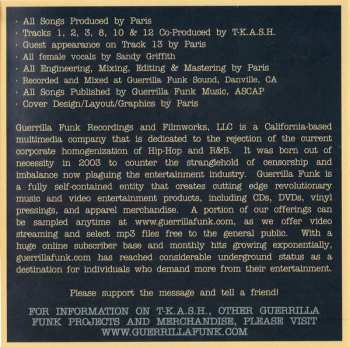 · All Songs Produced by Paris
· Tracks 1, 2, 3, 8, 10 & 12 Co-Produced by T-K.A.S.H.
· Guest appearance on Track 13 by Paris
· All female vocals by Sandy Griffith
· All Engineering, Mixing, Editing & Mastering by Paris
· Recorded and Mixed at Guerrilla Funk Sound, Danville, CA
· All Songs Published by Guerrilla Funk Music, ASCAP
· Cover Design/Layout/Graphics by Paris
Guerrilla Funk Recordings and Filmworks, LLC is a California-based
multimedia company that is dedicated to the rejection of the current
corporate homogenization of Hip-Hop and R&B. It was born out of
necessity in 2003 to counter the stranglehold of censorship and
imbalance now plaguing the entertainment industry. Guerrilla Funk is
a fully self-contained entity that creates cutting edge revolutionary
music and video entertainment products, including CDs, DVDs, vinyl
pressings, and apparel merchandise. A portion of our offerings can
be sampled anytime at www.guerrillafunk.com, as we offer video
streaming and select mp3 files free to the general public. With a
huge online subscriber base and monthly hits growing exponentially,
guerrillafunk.com has reached considerable underground status as a
destination for individuals who demand more from their entertainment.
Please support the message and tell a friend!
FOR INFORMATION ON T-K.A.S.H., OTHER GUERRILLA
FUNK PROJECTS AND MERCHANDISE, PLEASE VISIT
WWW.GUERRILLAFUNK.COM